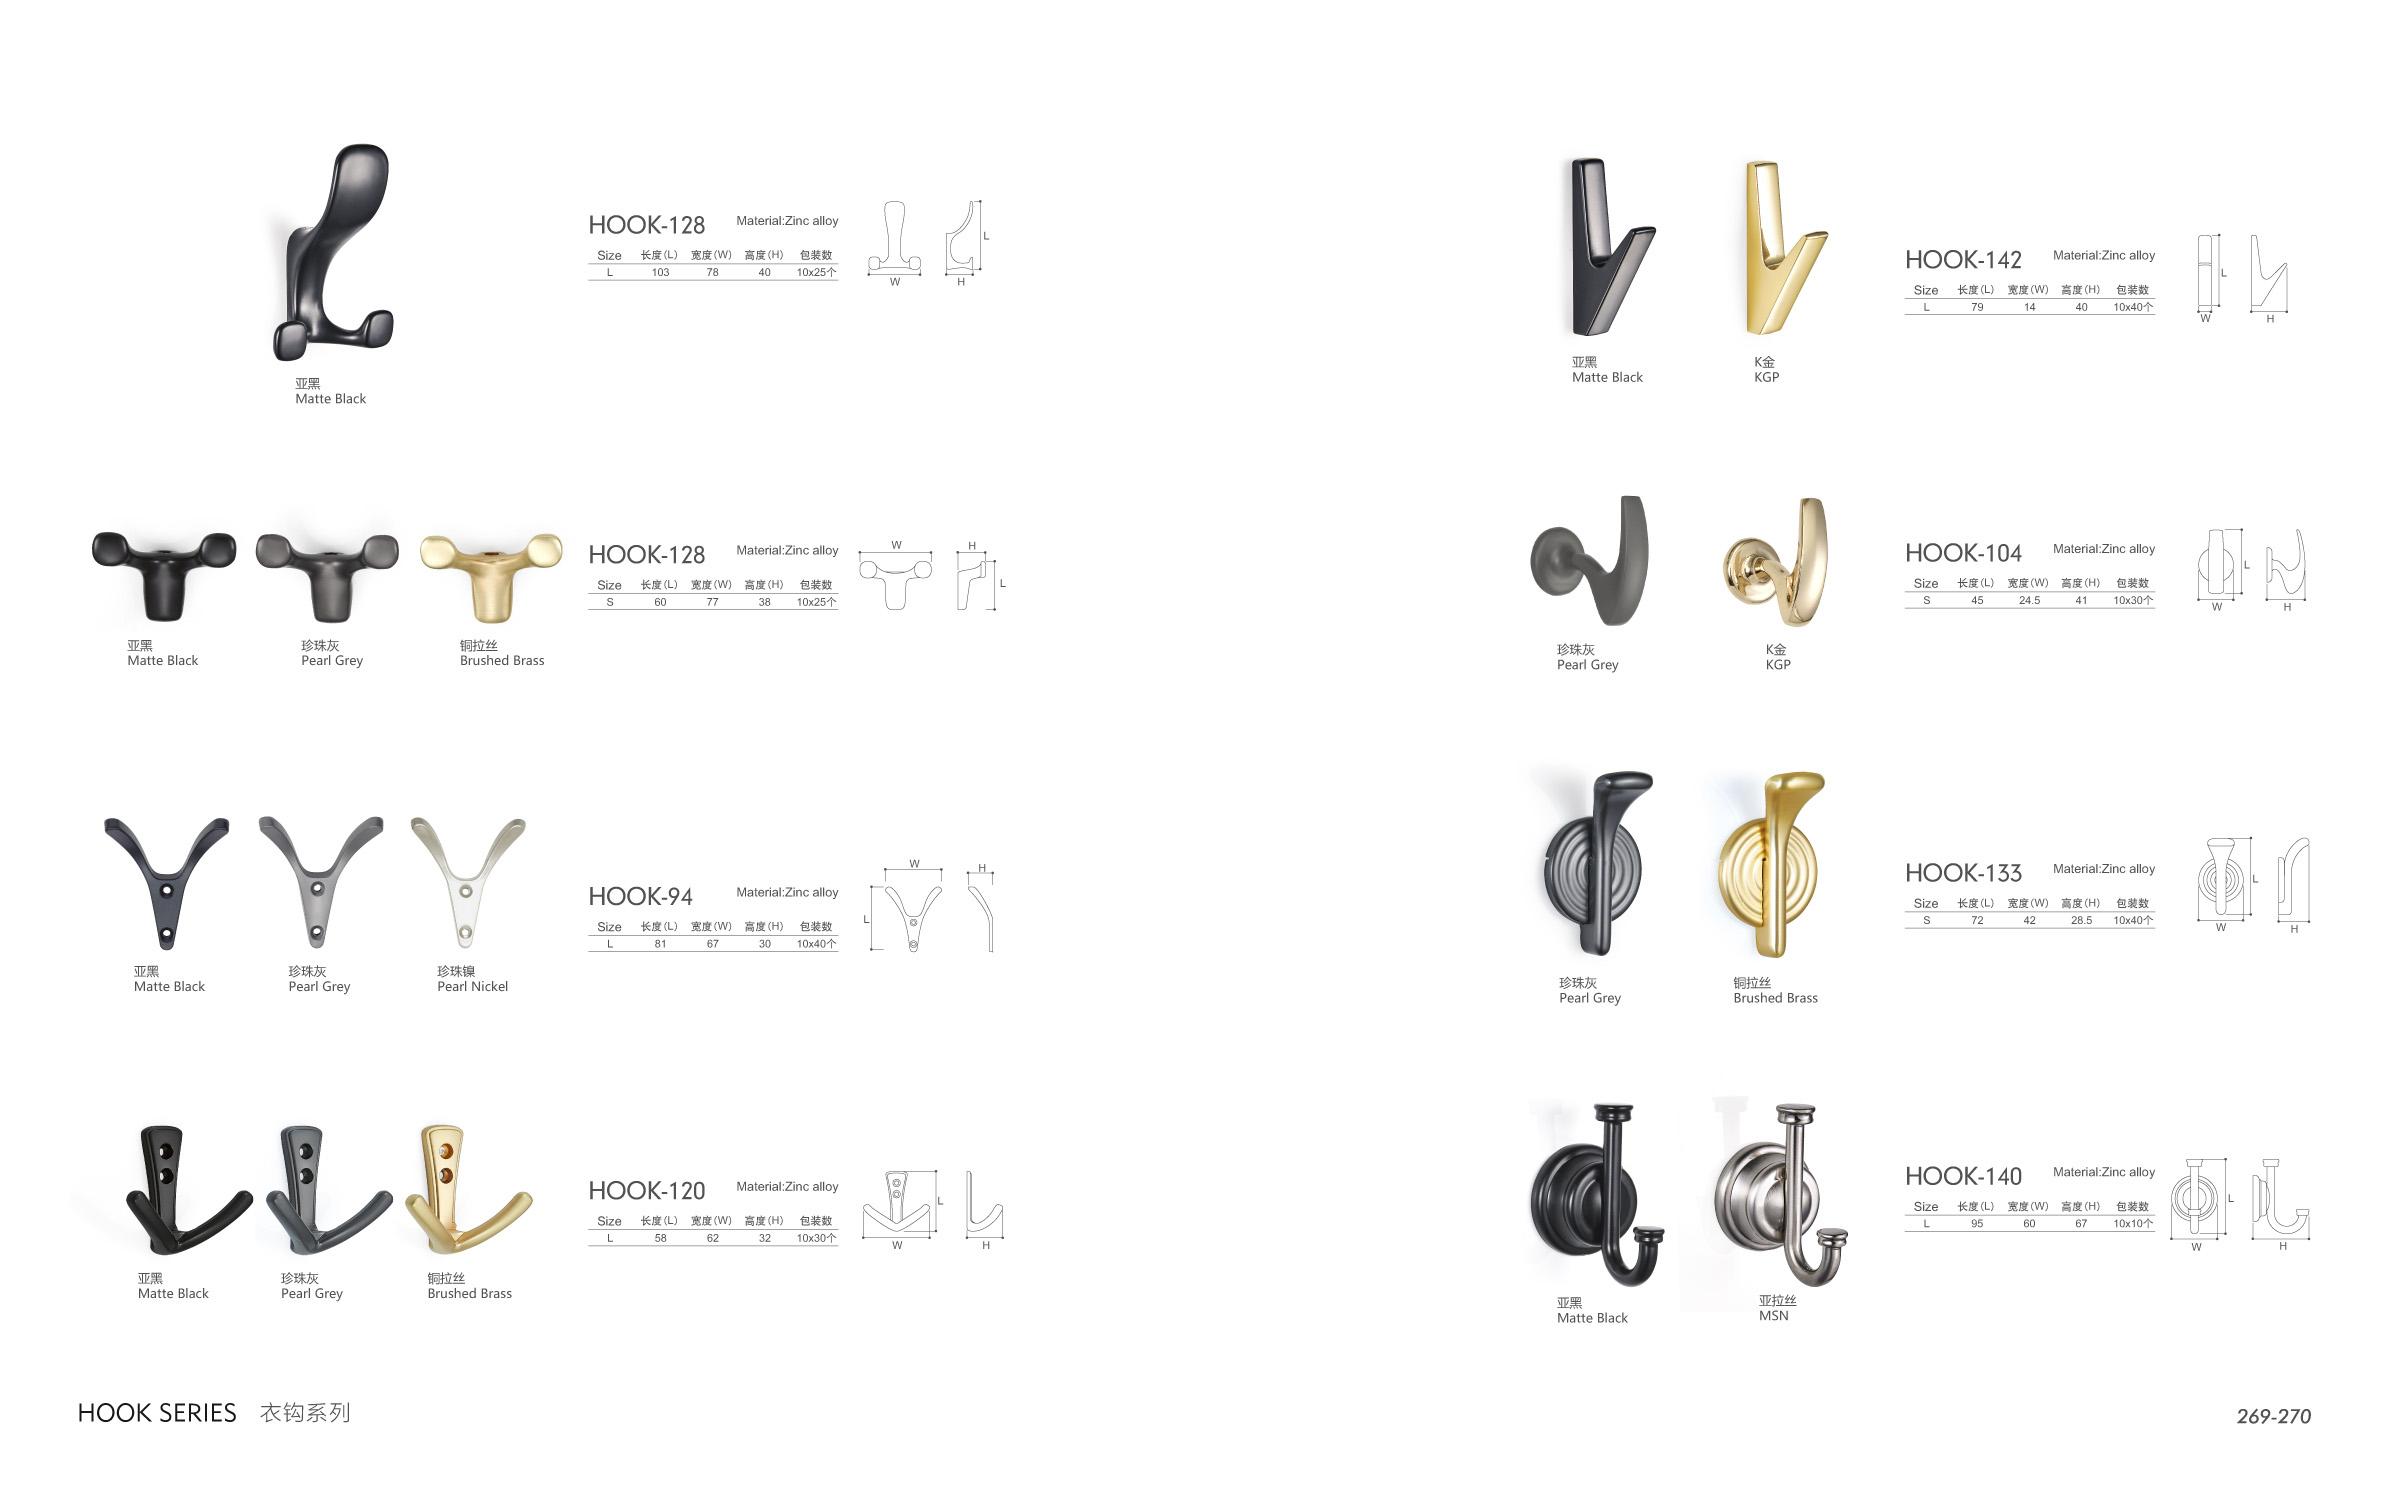 HOOK-128 Material:Zinc alloy
Size 长度(L) 宽度(W) 高度(H) 包装数
L 103 78 40 10x25个
L
W H
亚黑
Matte Black
HOOK-128 Material:Zinc alloy
Size 长度(L) 宽度(W) 高度(H) 包装数
S 60 77 38 10x25个
W H
L
亚黑 珍珠灰 铜拉丝
Matte Black Pearl Grey Brushed Brass
HOOK-94 Material:Zinc alloy
Size 长度(L) 宽度(W) 高度(H) 包装数
L 81 67 30 10x40个
W H
L
亚黑 珍珠灰 珍珠镍
Matte Black Pearl Grey Pearl Nickel
HOOK-120 Material:Zinc alloy
Size 长度(L) 宽度(W) 高度(H) 包装数
L 58 62 32 10x30个
L
W H
亚黑 珍珠灰 铜拉丝
Matte Black Pearl Grey Brushed Brass
HOOK SERIES 衣钩系列
HOOK-142 Material:Zinc alloy
Size 长度(L) 宽度(W) 高度(H) 包装数
L 79 14 40 10x40个
L
W H
亚黑 K金
Matte Black KGP
HOOK-104 Material:Zinc alloy
Size 长度(L) 宽度(W) 高度(H) 包装数
S 45 24.5 41 10x30个
L
W H
珍珠灰 K金
Pearl Grey KGP
HOOK-133 Material:Zinc alloy
Size 长度(L) 宽度(W) 高度(H) 包装数
S 72 42 28.5 10x40个
L
W H
珍珠灰 铜拉丝
Pearl Grey Brushed Brass
HOOK-140 Material:Zinc alloy
Size 长度(L) 宽度(W) 高度(H) 包装数
L 95 60 67 10x10个
L
W H
亚黑 亚拉丝
Matte Black MSN
269-270